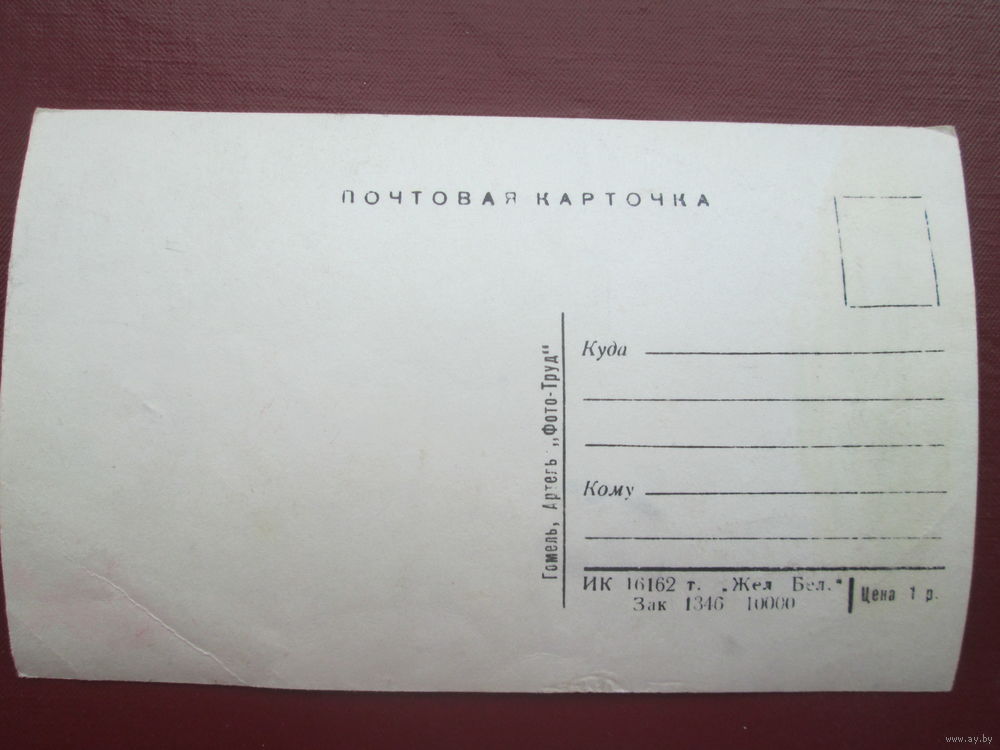 ПОЧТОВАЯ КАРТОЧКА
Гомель, Артель „Фото-Труд"
Куда
Кому
ИК 16162 т. „Жел Бел."
Зак 1346 10000
Цена 1 р.
www.ay.by